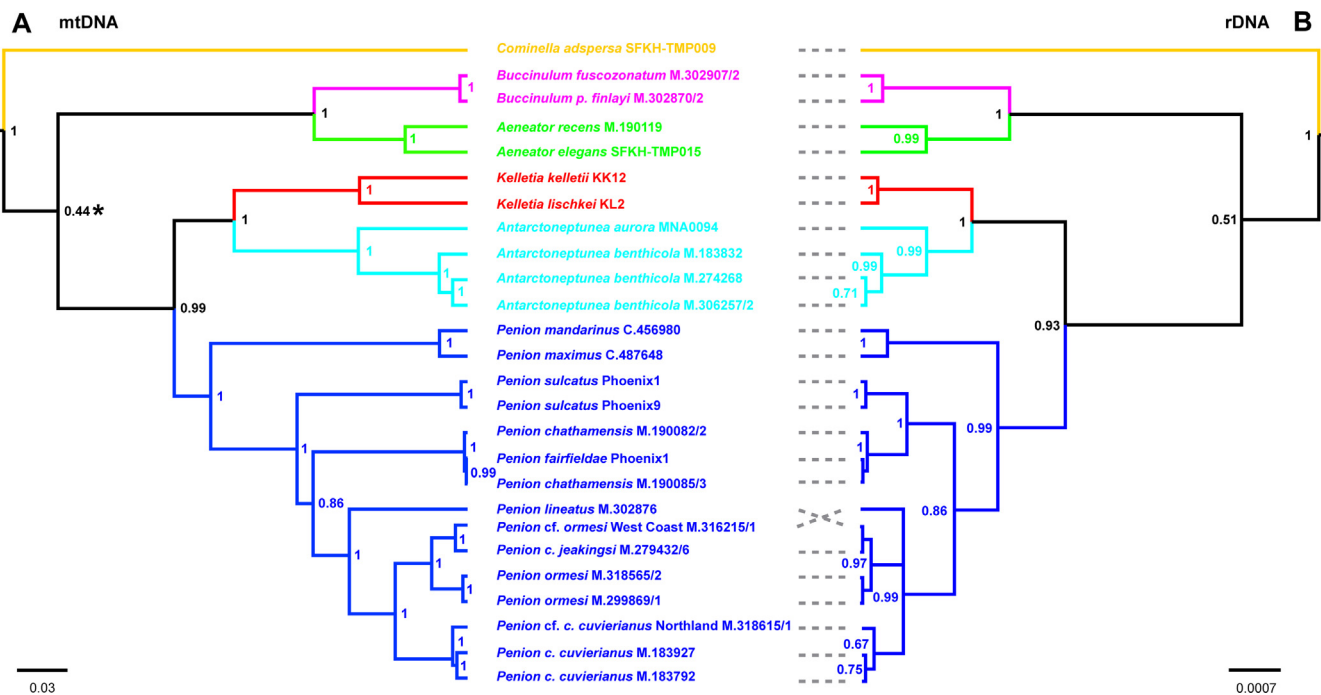 A mtDNA rDNA B
Cominella adspersa SFKH-TMP009
Buccinulum fuscozonatum M.302907/2
1 1
Buccinulum p. finlayi M.302870/2
1 1
Aeneator recens M.190119
1 1
1 0.99
Aeneator elegans SFKH-TMP015
Kelletia kelletii KK12
1 1
Kelletia lischkei KL2
0.44* 1 1 0.51
Antarctoneptunea aurora MNA0094
1 0.99
Antarctoneptunea benthicola M.183832
1 0.99
Antarctoneptunea benthicola M.274268
1 0.71
Antarctoneptunea benthicola M.306257/2
0.99 0.93
Penion mandarinus C.456980
1 1
Penion maximus C.487648
Penion sulcatus Phoenix1
1 1 1
Penion sulcatus Phoenix9
1 0.99
Penion chathamensis M.190082/2
1 1 1
Penion fairfieldae Phoenix1
0.99
Penion chathamensis M.190085/3
0.86 0.86
Penion lineatus M.302876
Penion cf. ormesi West Coast M.316215/1
1
Penion c. jeakingsi M.279432/6
1 1 0.97
Penion ormesi M.318565/2
1 0.99
Penion ormesi M.299869/1
1
Penion cf. c. cuvierianus Northland M.318615/1
1 0.67
Penion c. cuvierianus M.183927
1 0.75
Penion c. cuvierianus M.183792
0.03 0.0007